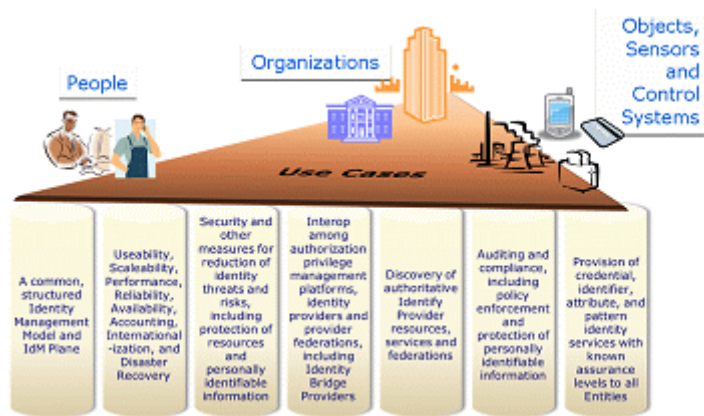 Objects,
Sensors
and
Control
Systems
Organizations
People
Use Cases
A common,
structured
Identity
Management
Model and
IdM Plane
Useability,
Scaleability,
Performance,
Reliability,
Availability,
Accounting,
International
-ization, and
Disaster
Recovery
Security and
other
measures for
reduction of
identity
threats and
risks,
including
protection of
resources
and
personally
identifiable
information
Interop
among
authorization
privilege
management
platforms,
identity
providers and
provider
federations,
including
Identity
Bridge
Providers
Discovery of
authoritative
Identify
Provider
resources,
services and
federations
Auditing and
compliance,
including
policy
enforcement
and
protection of
personally
identifiable
information
Provision of
credential,
identifier,
attribute, and
pattern
identity
services with
known
assurance
levels to all
Entities